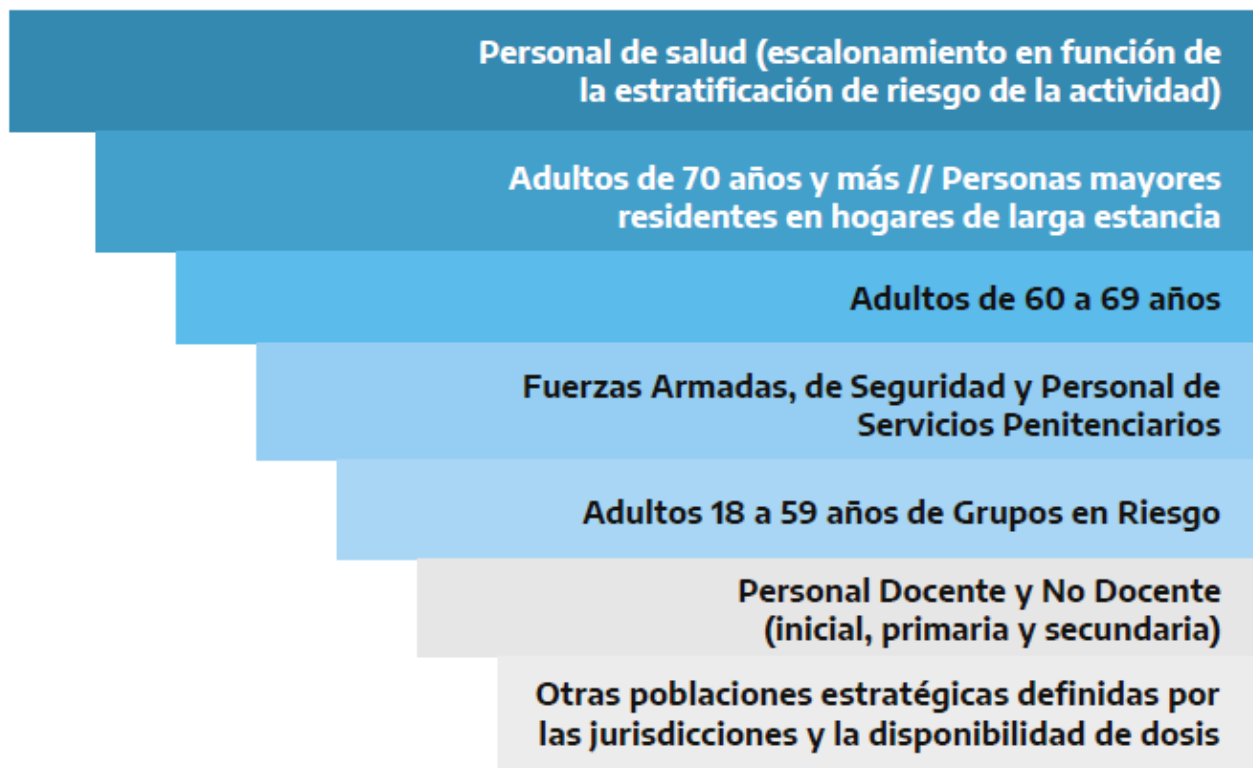 Personal de salud (escalonamiento en función de
la estratificación de riesgo de la actividad)
Adultos de 70 años y más // Personas mayores
residentes en hogares de larga estancia
Adultos de 60 a 69 años
Fuerzas Armadas, de Seguridad y Personal de
Servicios Penitenciarios
Adultos 18 a 59 años de Grupos en Riesgo
Personal Docente y No Docente
(inicial, primaria y secundaria)
Otras poblaciones estratégicas definidas por
las jurisdicciones y la disponibilidad de dosis